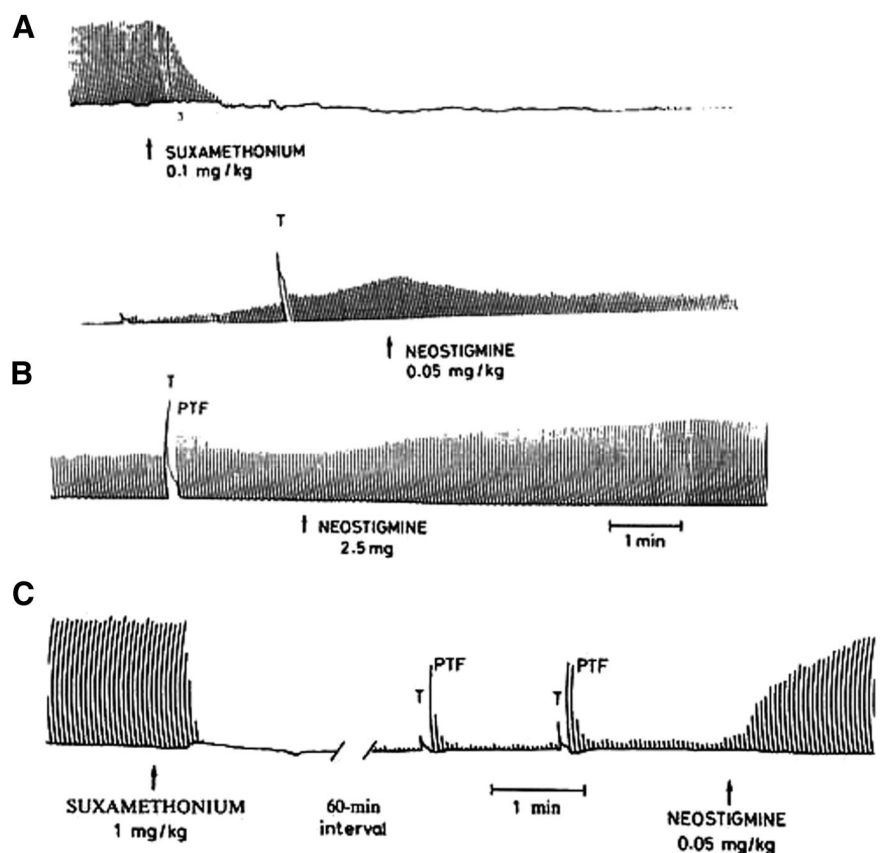 A
3
SUXAMETHONIUM
0.1 mg/kg
T
NEOSTIGMINE
0.05 mg/kg
B
T
PTF
NEOSTIGMINE
2.5 mg
1 min
C
PTF
PTF
T
T
SUXAMETHONIUM
1 mg/kg
60-min
interval
1 min
NEOSTIGMINE
0.05 mg/kg